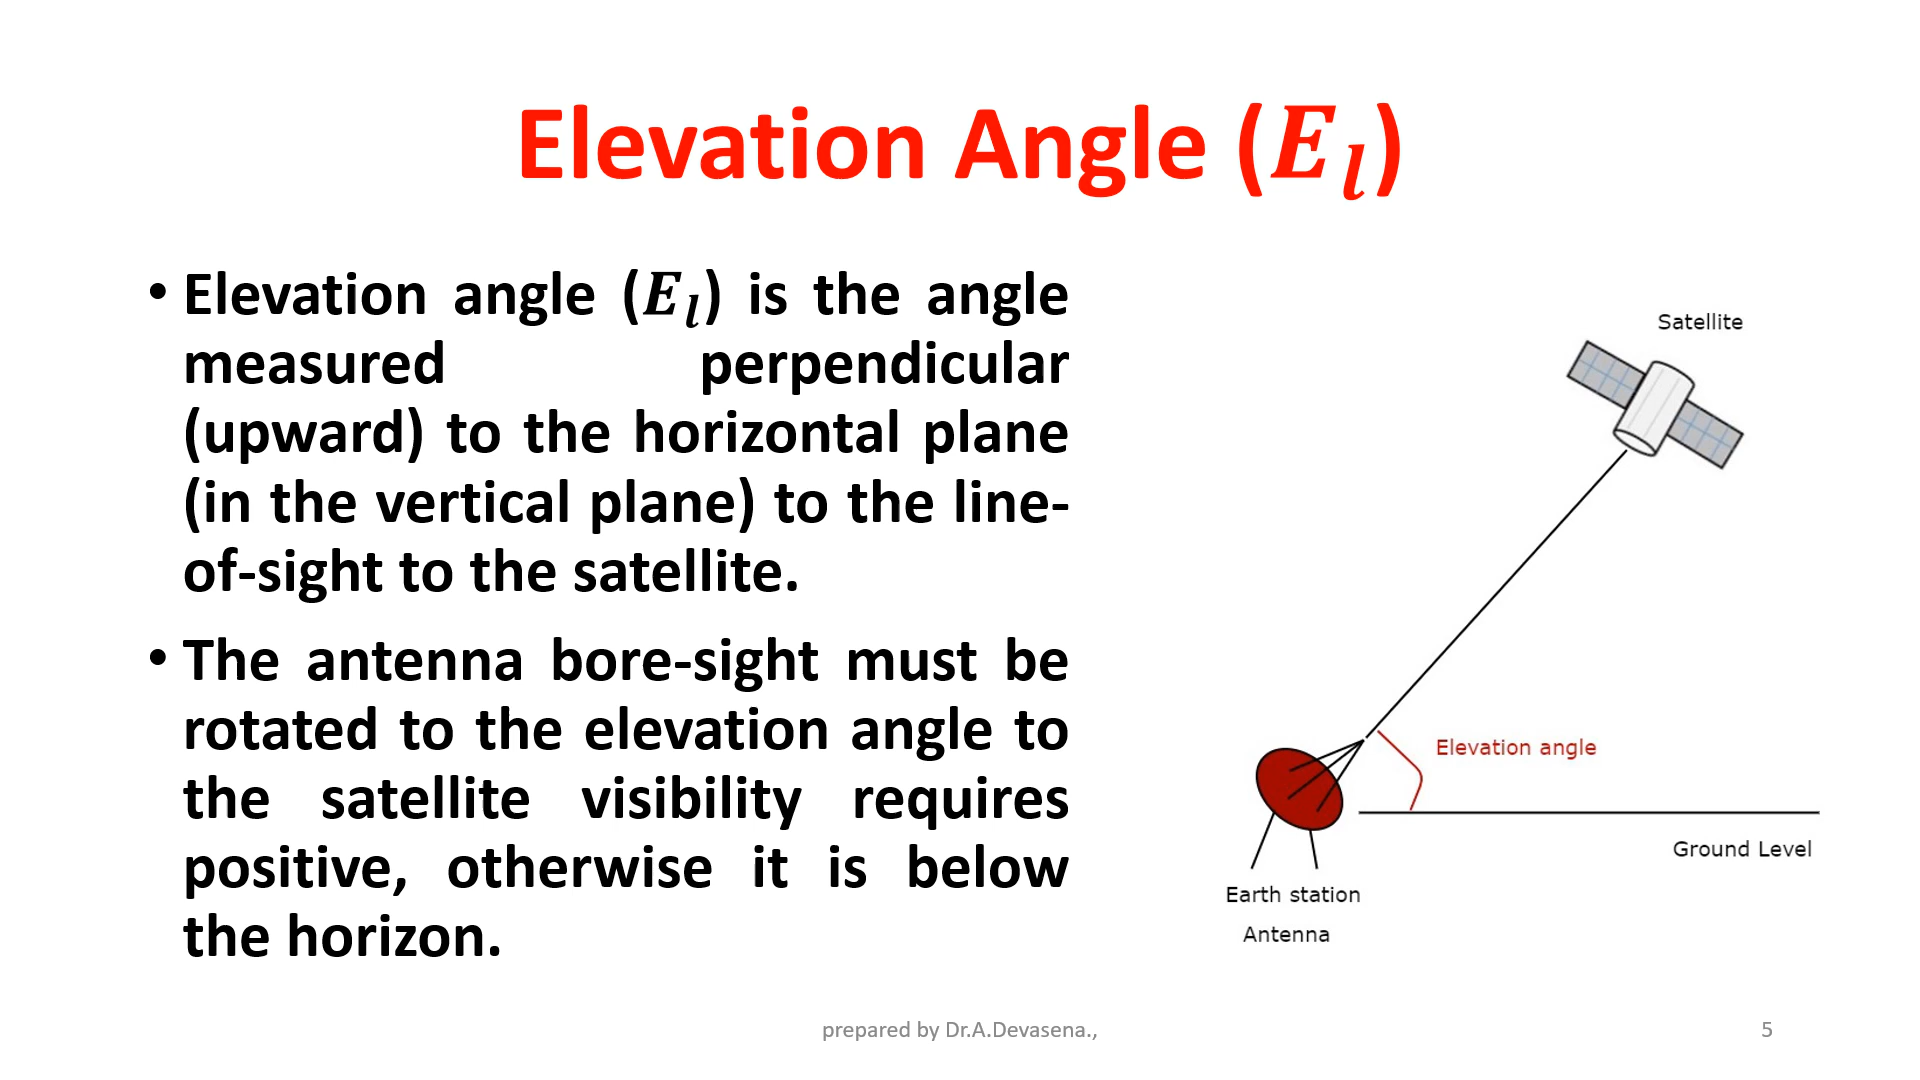 Elevation Angle (E_l)
• Elevation angle (E_l) is the angle
measured perpendicular
(upward) to the horizontal plane
(in the vertical plane) to the line-
of-sight to the satellite.
• The antenna bore-sight must be
rotated to the elevation angle to
the satellite visibility requires
positive, otherwise it is below
the horizon.
Satellite
Elevation angle
Ground Level
Earth station
Antenna
prepared by Dr.A.Devasena.,
5